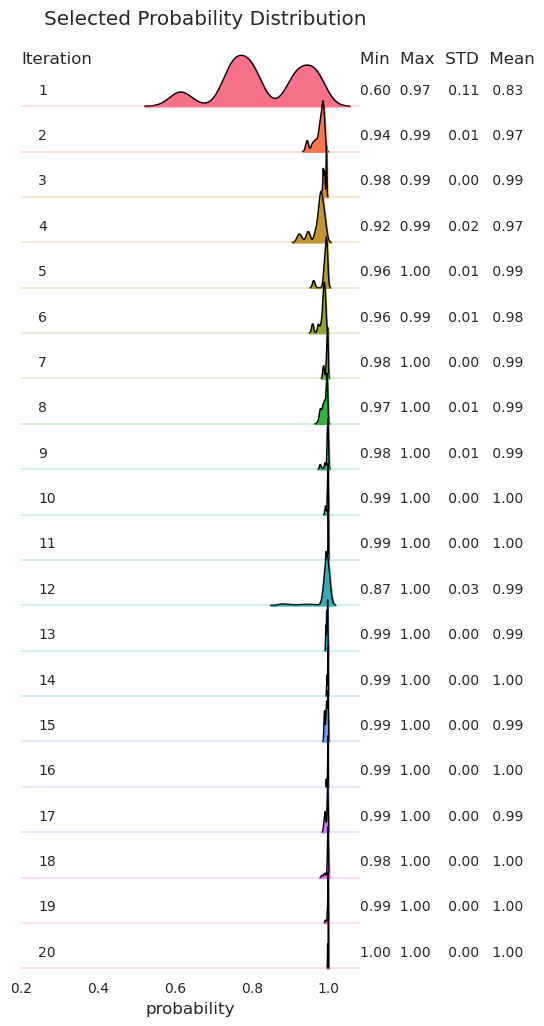 Selected Probability Distribution
Iteration Min Max STD Mean
1 0.60 0.97 0.11 0.83
2 0.94 0.99 0.01 0.97
3 0.98 0.99 0.00 0.99
4 0.92 0.99 0.02 0.97
5 0.96 1.00 0.01 0.99
6 0.96 0.99 0.01 0.98
7 0.98 1.00 0.00 0.99
8 0.97 1.00 0.01 0.99
9 0.98 1.00 0.01 0.99
10 0.99 1.00 0.00 1.00
11 0.99 1.00 0.00 1.00
12 0.87 1.00 0.03 0.99
13 0.99 1.00 0.00 0.99
14 0.99 1.00 0.00 1.00
15 0.99 1.00 0.00 0.99
16 0.99 1.00 0.00 1.00
17 0.99 1.00 0.00 0.99
18 0.98 1.00 0.00 1.00
19 0.99 1.00 0.00 1.00
20 1.00 1.00 0.00 1.00
0.2 0.4 0.6 0.8 1.0
probability